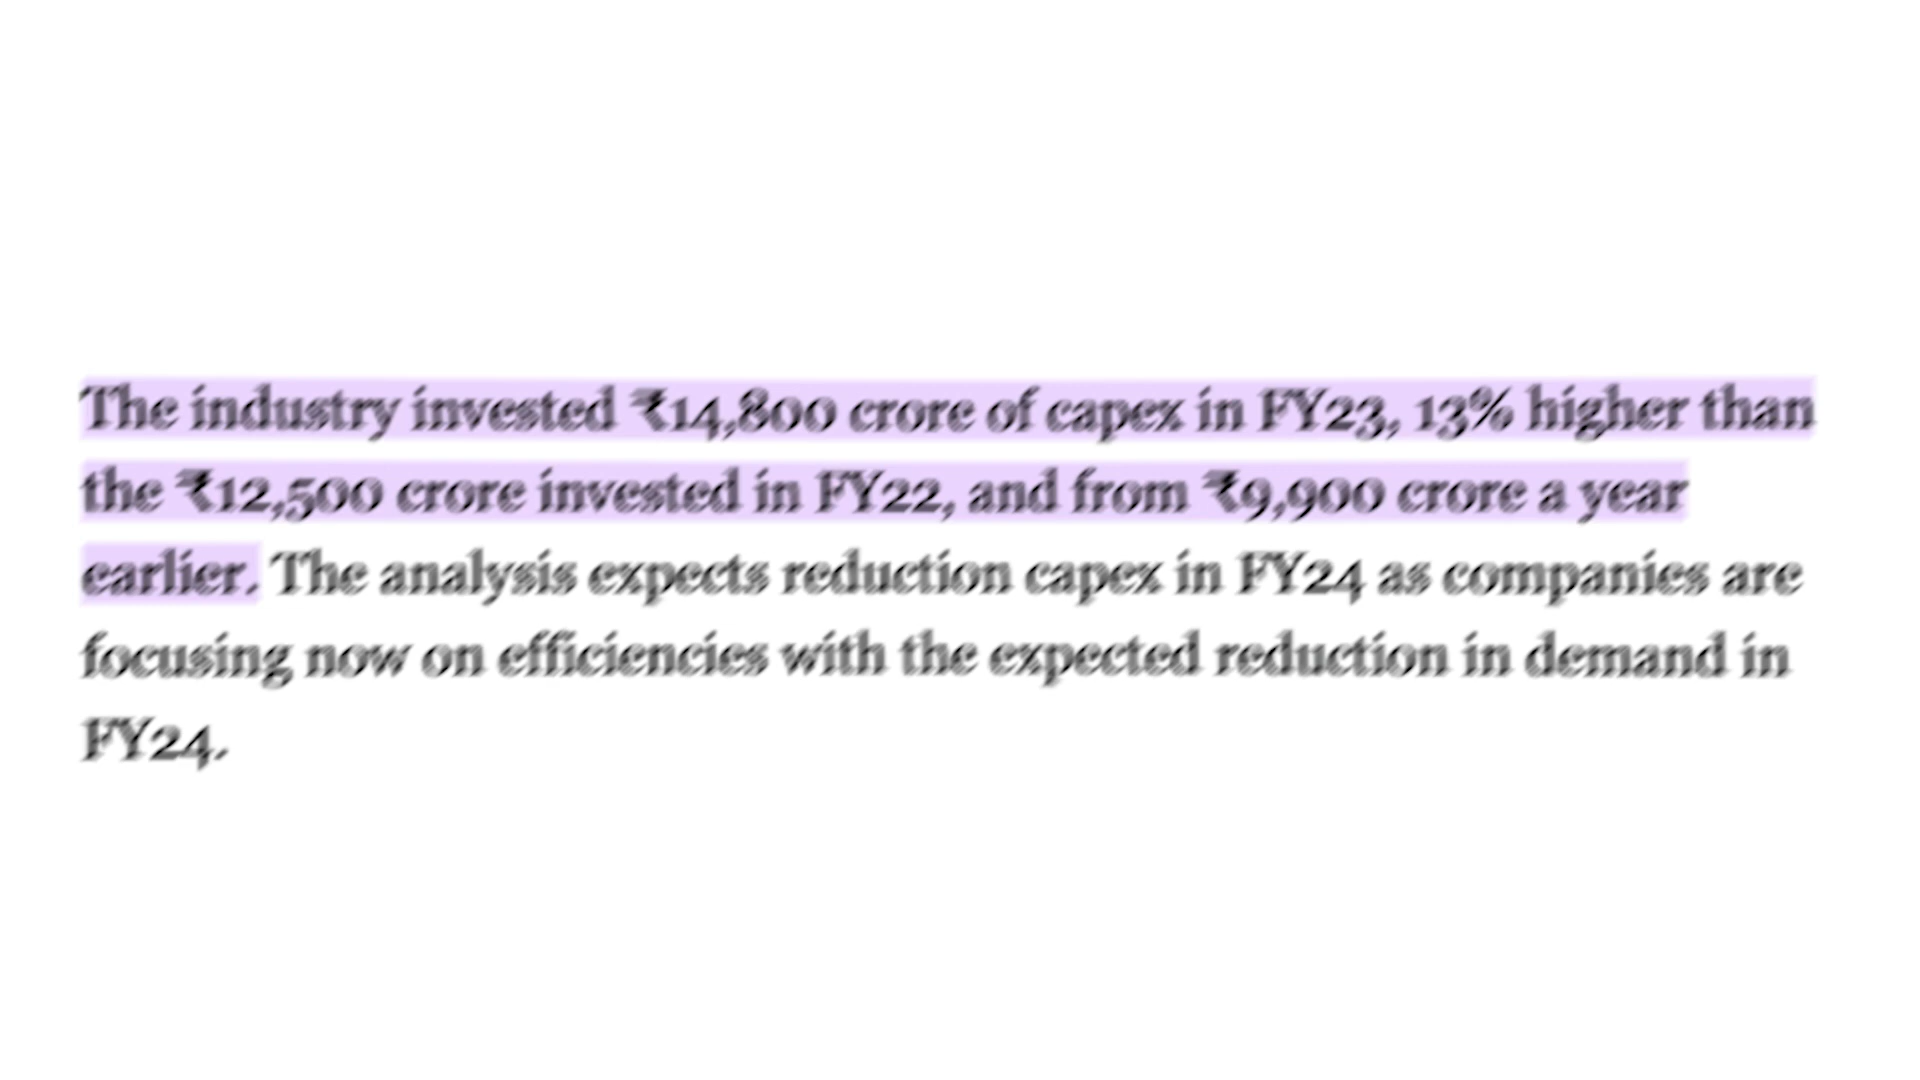 The industry invested ₹14,800 crore of capex in FY23, 13% higher than
the ₹12,500 crore invested in FY22, and from ₹9,900 crore a year
earlier. The analysis expects reduction capex in FY24 as companies are
focusing now on efficiencies with the expected reduction in demand in
FY24.